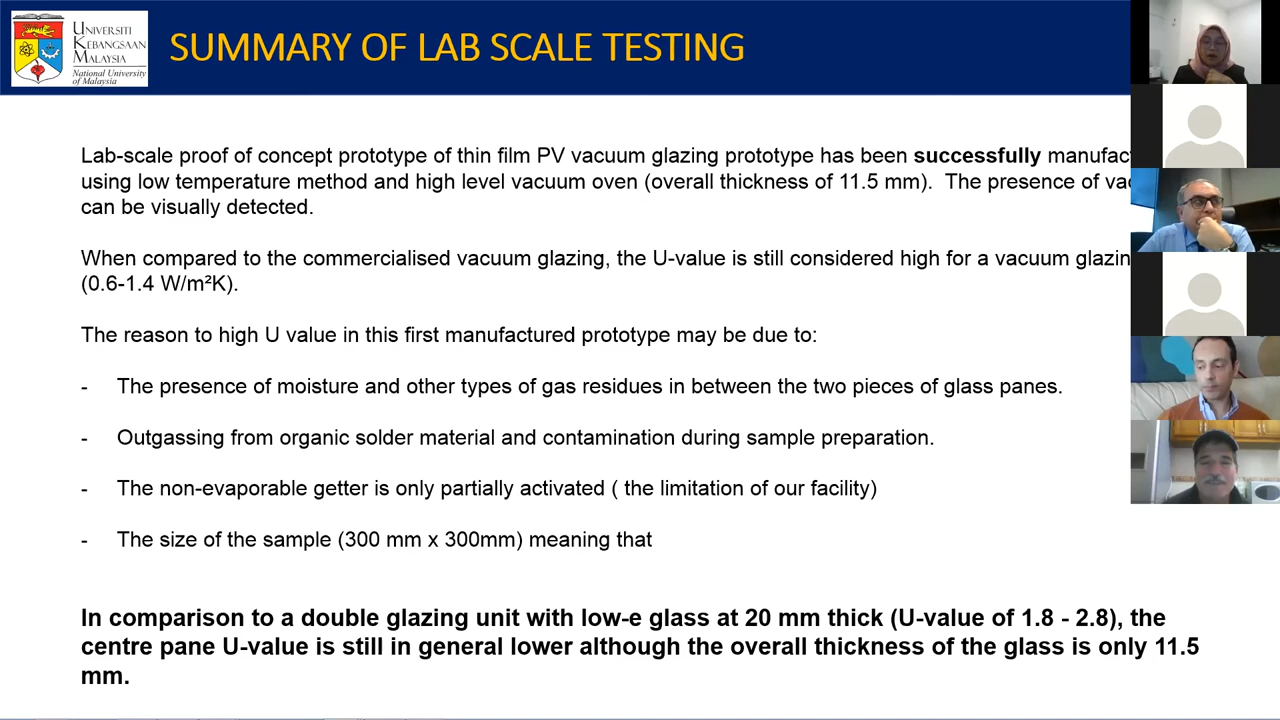 UNIVERSITI
KEBANGSAAN
MALAYSIA
National University
of Malaysia
SUMMARY OF LAB SCALE TESTING
Lab-scale proof of concept prototype of thin film PV vacuum glazing prototype has been successfully
using low temperature method and high level vacuum oven (overall thickness of 11.5 mm). The presence of
can be visually detected.
When compared to the commercialised vacuum glazing, the U-value is still considered high for a vacuum
(0.6-1.4 W/m²K).
The reason to high U value in this first manufactured prototype may be due to:
- The presence of moisture and other types of gas residues in between the two pieces of glass panes.
- Outgassing from organic solder material and contamination during sample preparation.
- The non-evaporable getter is only partially activated ( the limitation of our facility)
- The size of the sample (300 mm x 300mm) meaning that
In comparison to a double glazing unit with low-e glass at 20 mm thick (U-value of 1.8 - 2.8), the
centre pane U-value is still in general lower although the overall thickness of the glass is only 11.5
mm.